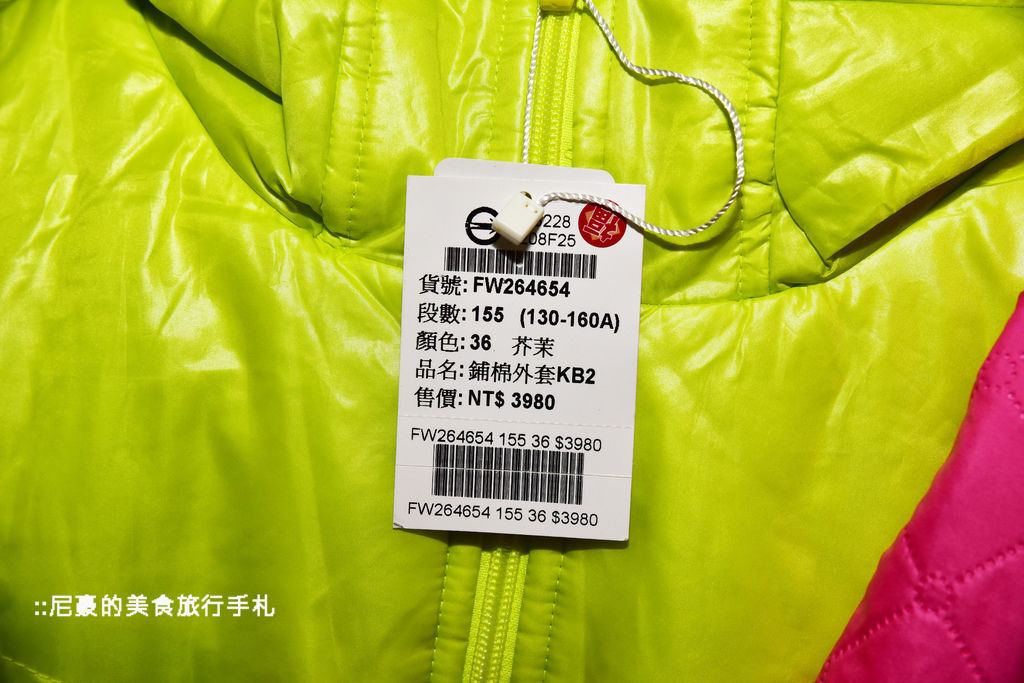 228
208F25
福
貨號: FW264654
段數: 155 (130-160A)
顏色: 36 芥茉
品名: 鋪棉外套KB2
售價: NT$ 3980
FW264654 155 36 $3980
FW264654 155 36 $3980
::尼豪的美食旅行手札